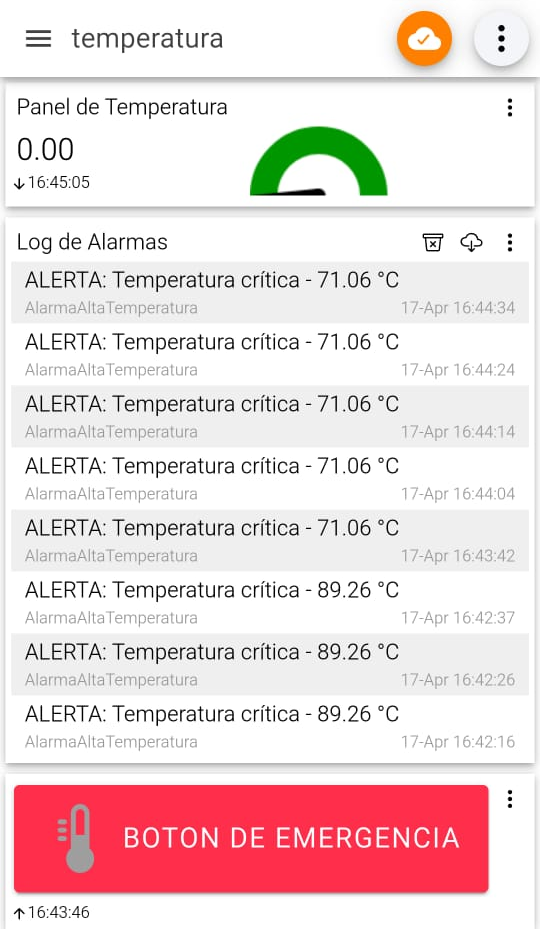 temperatura
Panel de Temperatura
0.00
16:45:05
Log de Alarmas
ALERTA: Temperatura crítica - 71.06 °C
AlarmaAltaTemperatura 17-Apr 16:44:34
ALERTA: Temperatura crítica - 71.06 °C
AlarmaAltaTemperatura 17-Apr 16:44:24
ALERTA: Temperatura crítica - 71.06 °C
AlarmaAltaTemperatura 17-Apr 16:44:14
ALERTA: Temperatura crítica - 71.06 °C
AlarmaAltaTemperatura 17-Apr 16:44:04
ALERTA: Temperatura crítica - 71.06 °C
AlarmaAltaTemperatura 17-Apr 16:43:42
ALERTA: Temperatura crítica - 89.26 °C
AlarmaAltaTemperatura 17-Apr 16:42:37
ALERTA: Temperatura crítica - 89.26 °C
AlarmaAltaTemperatura 17-Apr 16:42:26
ALERTA: Temperatura crítica - 89.26 °C
AlarmaAltaTemperatura 17-Apr 16:42:16
BOTON DE EMERGENCIA
16:43:46